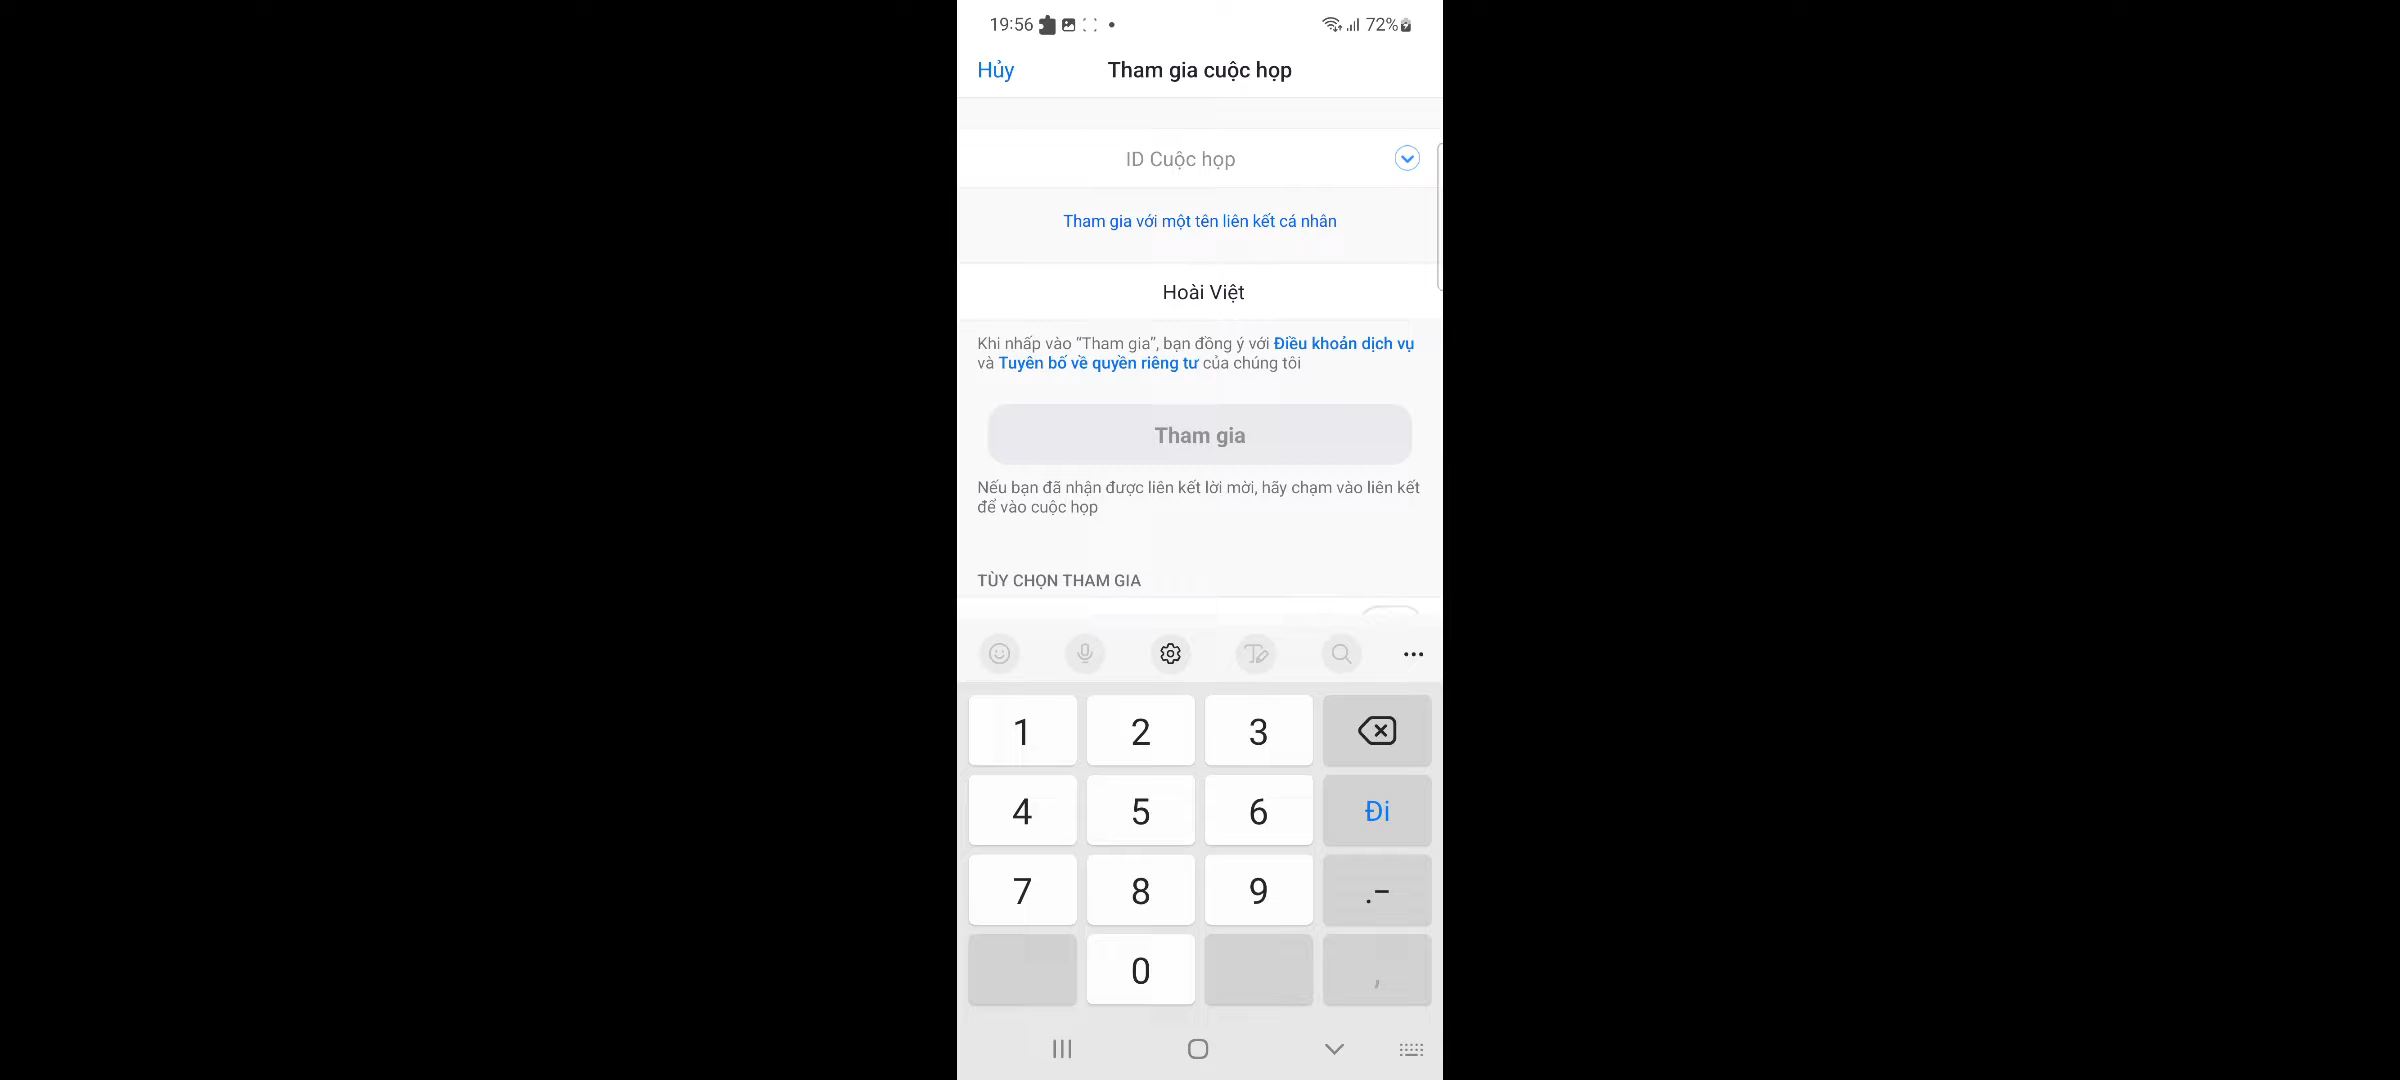 19:56
72%
Hủy
Tham gia cuộc họp
ID Cuộc họp
Tham gia với một tên liên kết cá nhân
Hoài Việt
Khi nhấp vào “Tham gia”, bạn đồng ý với Điều khoản dịch vụ
và Tuyên bố về quyền riêng tư của chúng tôi
Tham gia
Nếu bạn đã nhận được liên kết lời mời, hãy chạm vào liên kết
để vào cuộc họp
TÙY CHỌN THAM GIA
1 2 3
4 5 6 Đi
7 8 9 .–
0 ,